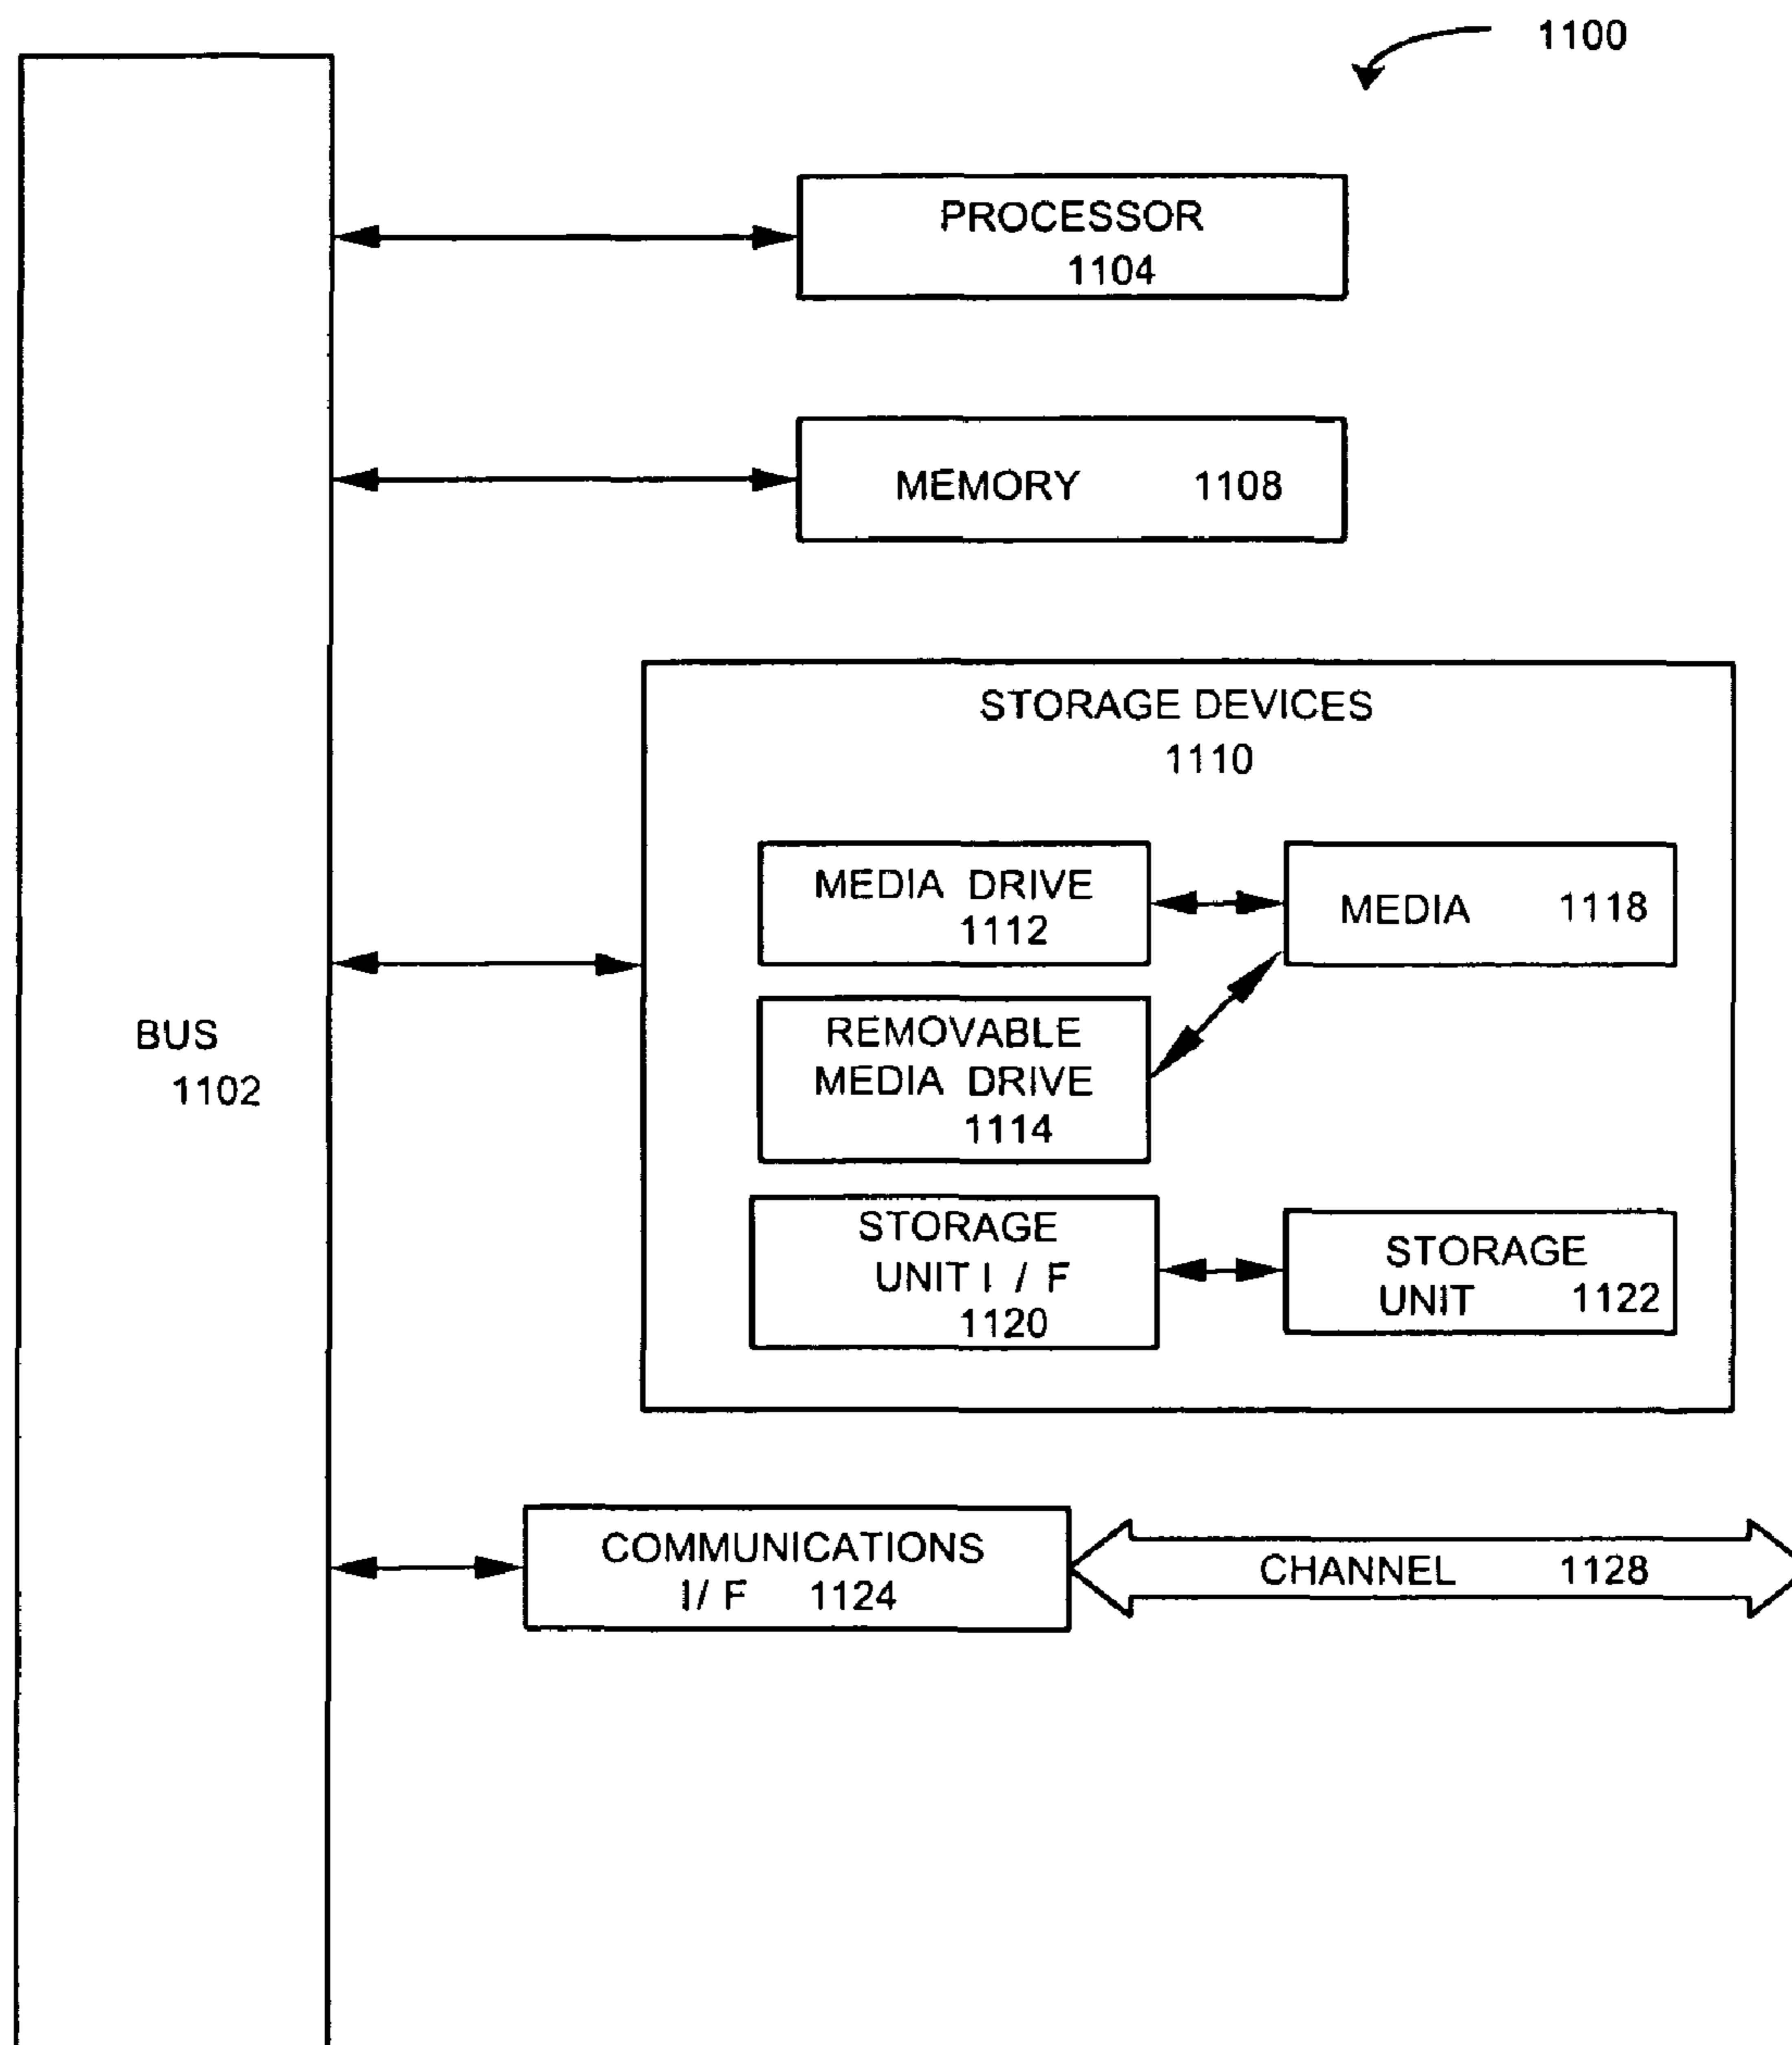 1100
PROCESSOR
1104
MEMORY 1108
STORAGE DEVICES
1110
MEDIA DRIVE
1112
MEDIA 1118
REMOVABLE
MEDIA DRIVE
1114
BUS
1102
STORAGE
UNIT I / F
1120
STORAGE
UNIT 1122
COMMUNICATIONS
I/ F 1124
CHANNEL 1128